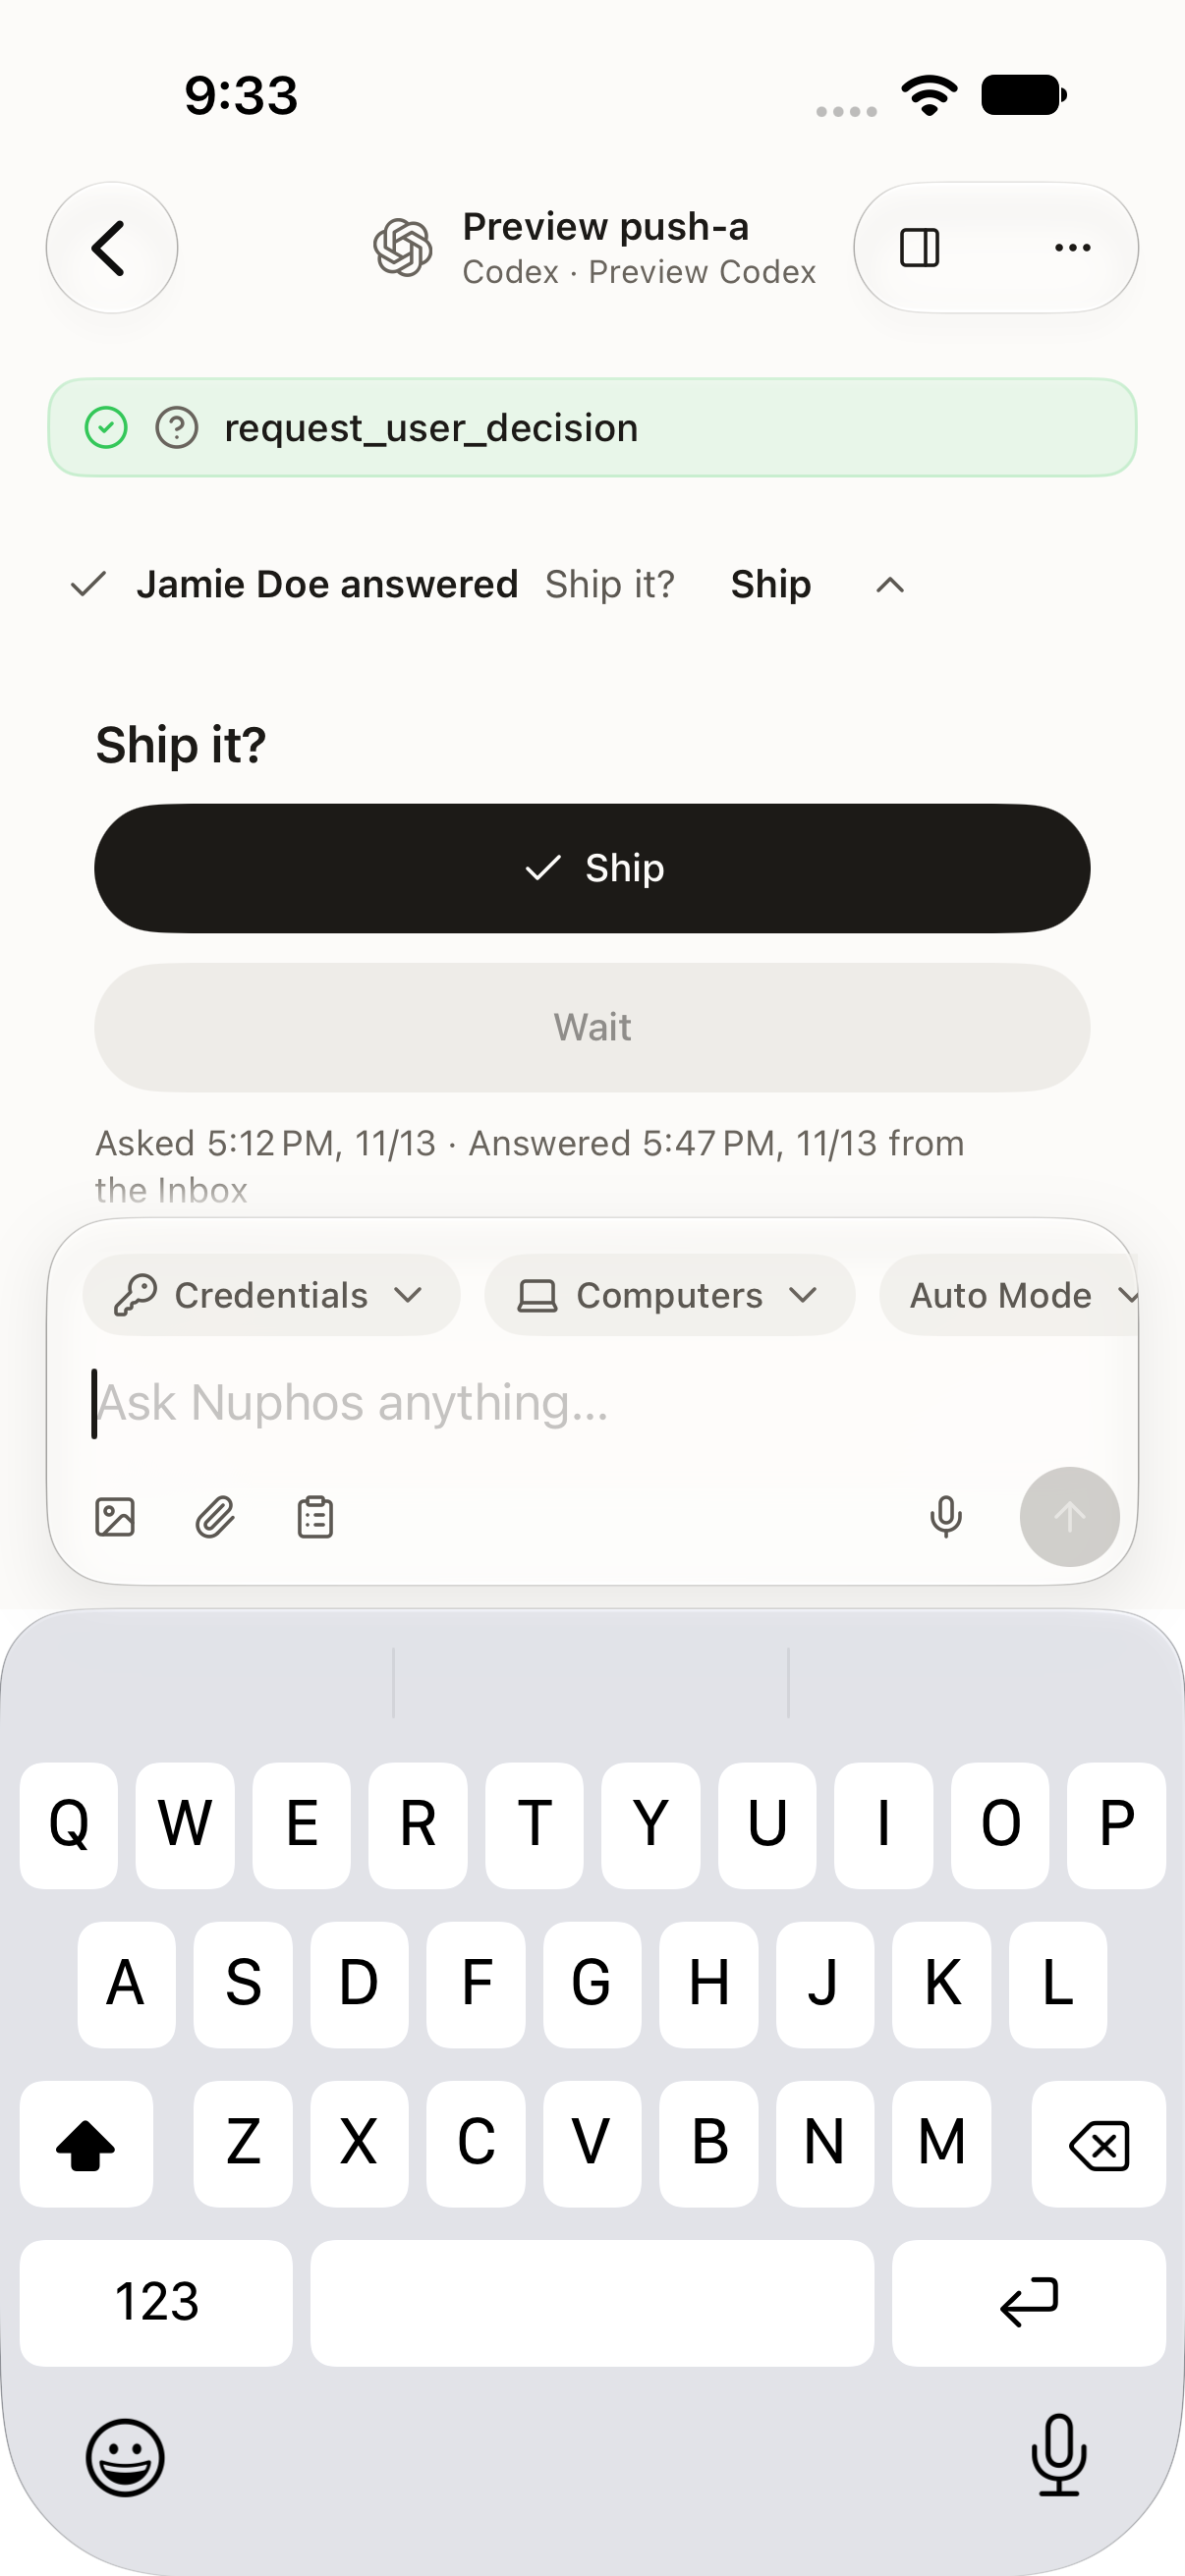 9:33
Preview push-a
Codex · Preview Codex
request_user_decision
Jamie Doe answered Ship it? Ship
Ship it?
Ship
Wait
Asked 5:12 PM, 11/13 · Answered 5:47 PM, 11/13 from
the Inbox
Credentials Computers Auto Mode
Ask Nuphos anything...
Q W E R T Y U I O P
A S D F G H J K L
Z X C V B N M
123